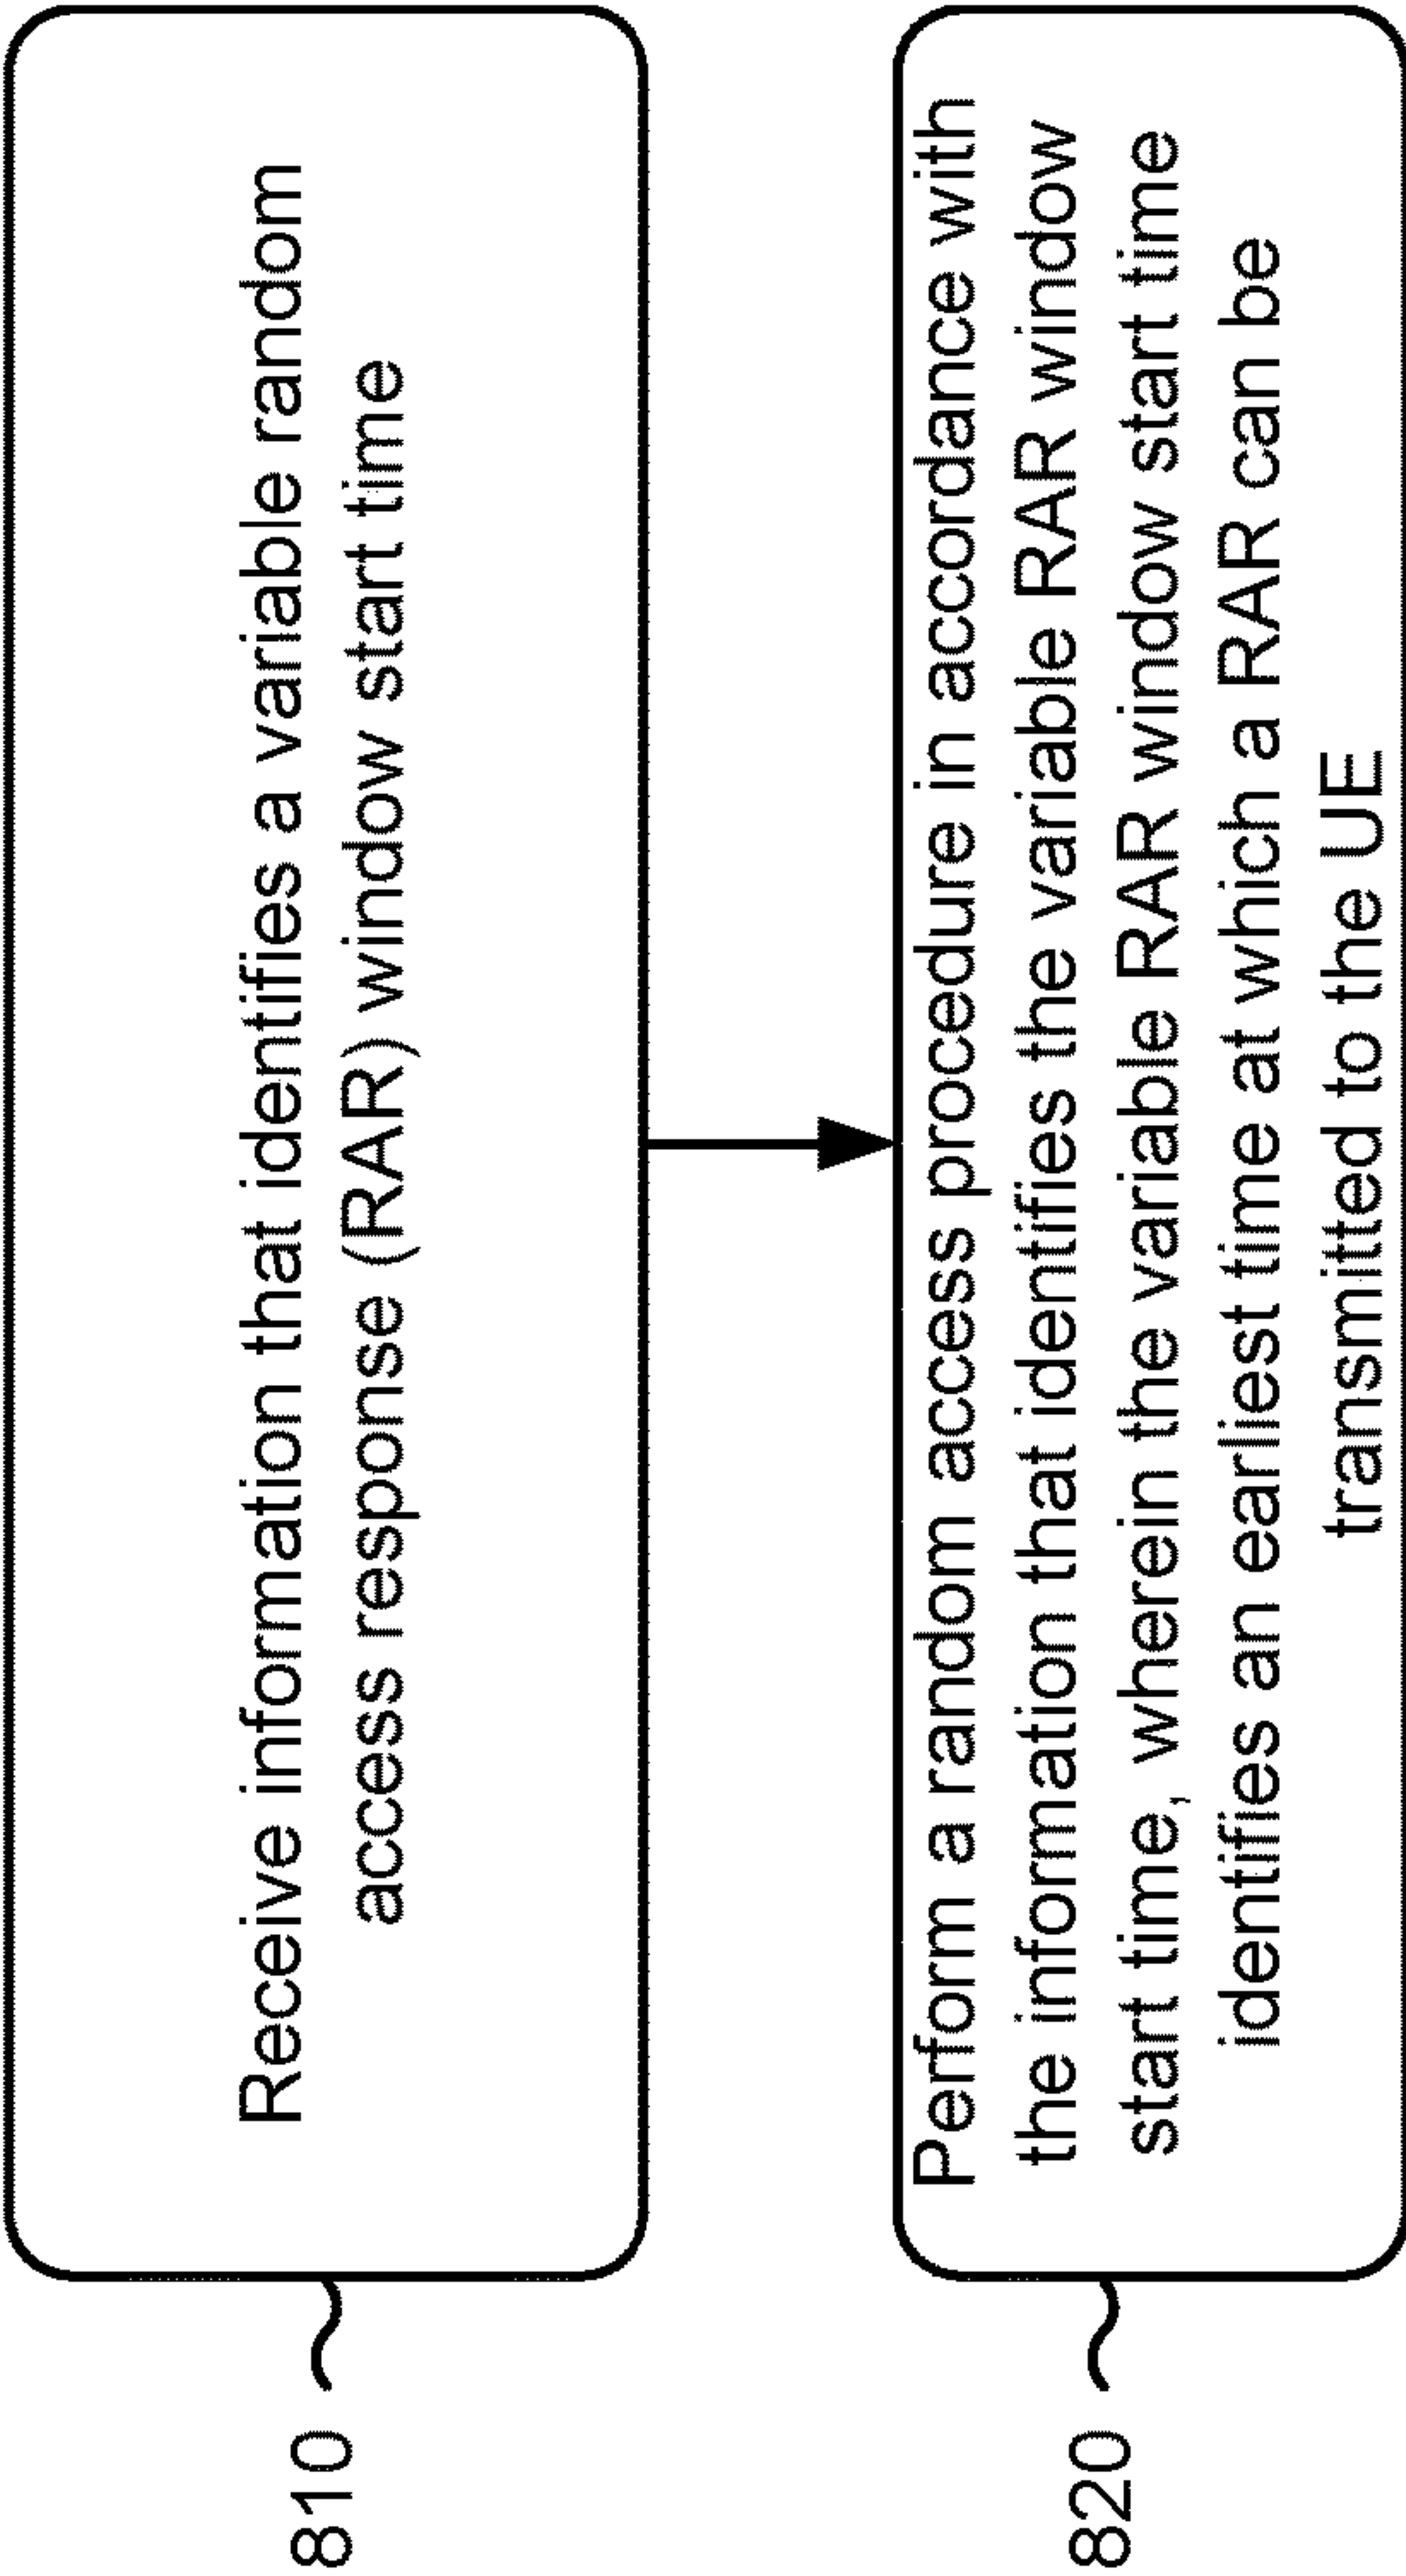 810
Receive information that identifies a variable random
access response (RAR) window start time
820
Perform a random access procedure in accordance with
the information that identifies the variable RAR window
start time, wherein the variable RAR window start time
identifies an earliest time at which a RAR can be
transmitted to the UE